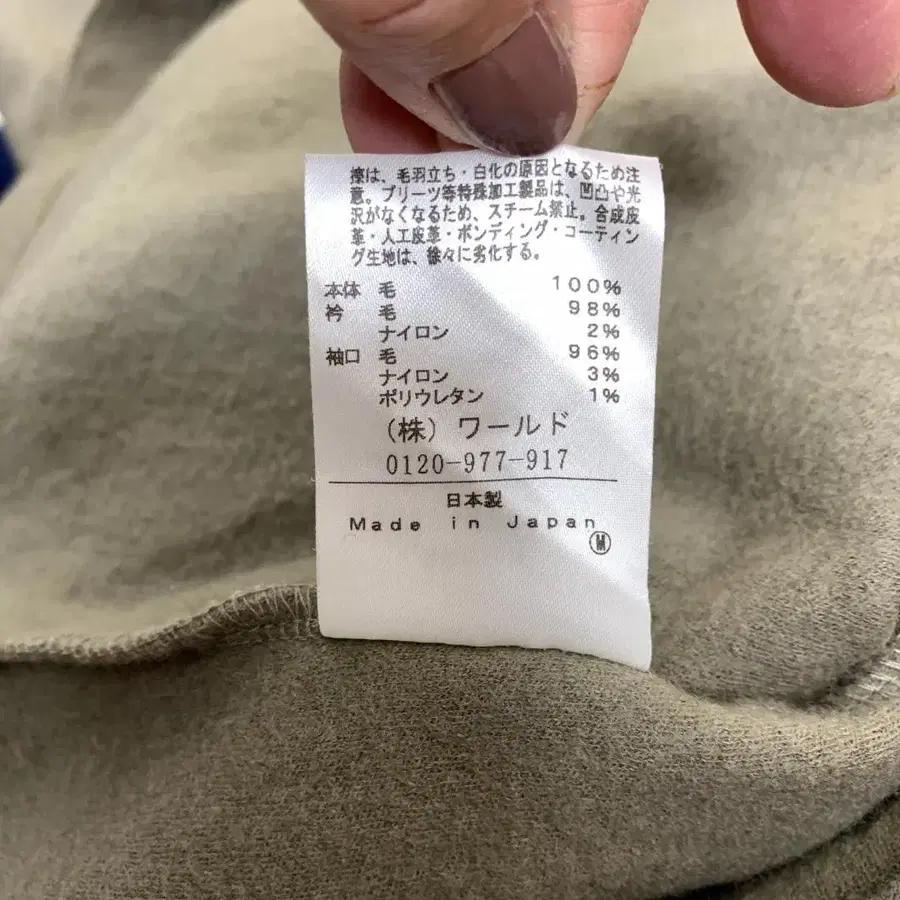 擦は、毛羽立ち・白化の原因となるため注
意。プリーツ等特殊加工製品は、凹凸や光
沢がなくなるため、スチーム禁止。合成皮
革・人工皮革・ボンディング・コーティン
グ生地は、徐々に劣化する。
本体 毛 100%
衿 毛 98%
ナイロン 2%
袖口 毛 96%
ナイロン 3%
ポリウレタン 1%
(株) ワールド
0120-977-917
日本製
Made in Japan
M